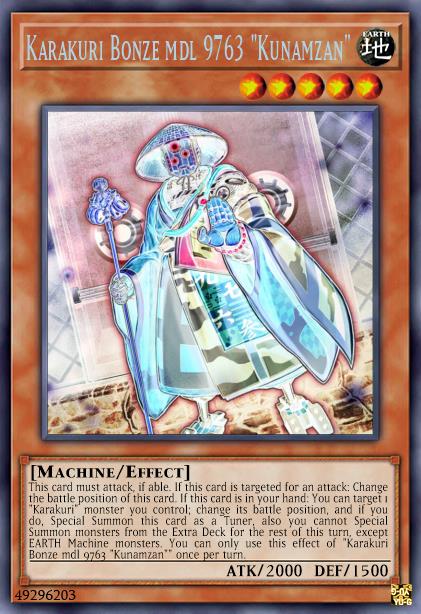 Karakuri Bonze mdl 9763 "Kunamzan"
EARTH
地
九
七
六
参
[Machine/Effect]
This card must attack, if able. If this card is targeted for an attack: Change
the battle position of this card. If this card is in your hand: You can target 1
"Karakuri" monster you control; change its battle position, and if you
do, Special Summon this card as a Tuner, also you cannot Special
Summon monsters from the Extra Deck for the rest of this turn, except
EARTH Machine monsters. You can only use this effect of "Karakuri
Bonze mdl 9763 "Kunamzan"" once per turn.
ATK/2000 DEF/1500
49296203